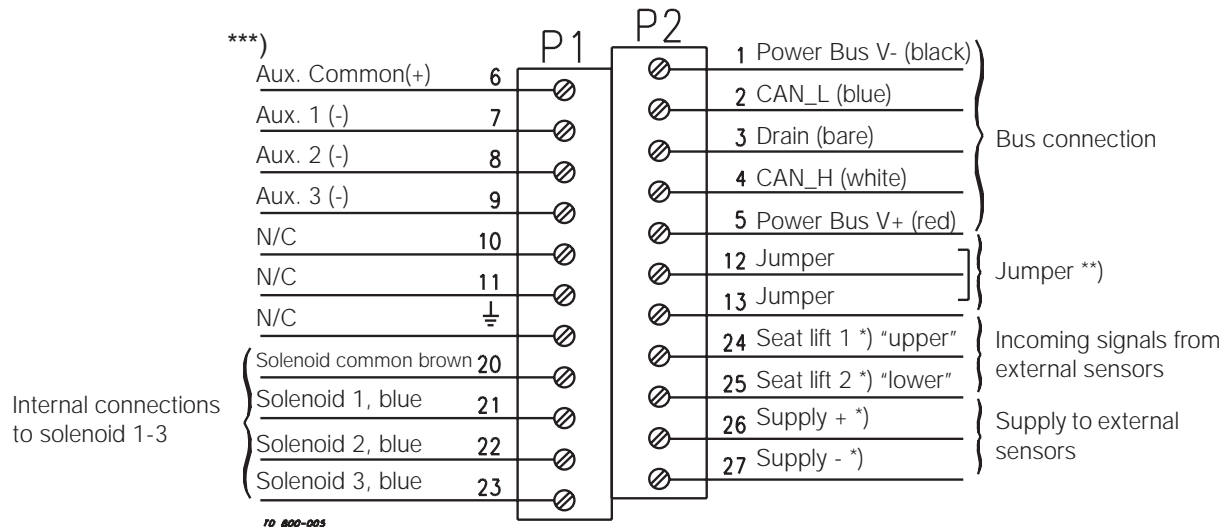 ***)
P1
P2
Aux. Common(+) 6
Aux. 1 (-) 7
Aux. 2 (-) 8
Aux. 3 (-) 9
N/C 10
N/C 11
N/C
Solenoid common brown 20
Solenoid 1, blue 21
Solenoid 2, blue 22
Solenoid 3, blue 23
Internal connections
to solenoid 1-3
1 Power Bus V- (black)
2 CAN_L (blue)
3 Drain (bare)
4 CAN_H (white)
5 Power Bus V+ (red)
Bus connection
12 Jumper
13 Jumper
Jumper **)
24 Seat lift 1 *) “upper”
25 Seat lift 2 *) “lower”
Incoming signals from
external sensors
26 Supply + *)
27 Supply - *)
Supply to external
sensors
TD 800-005